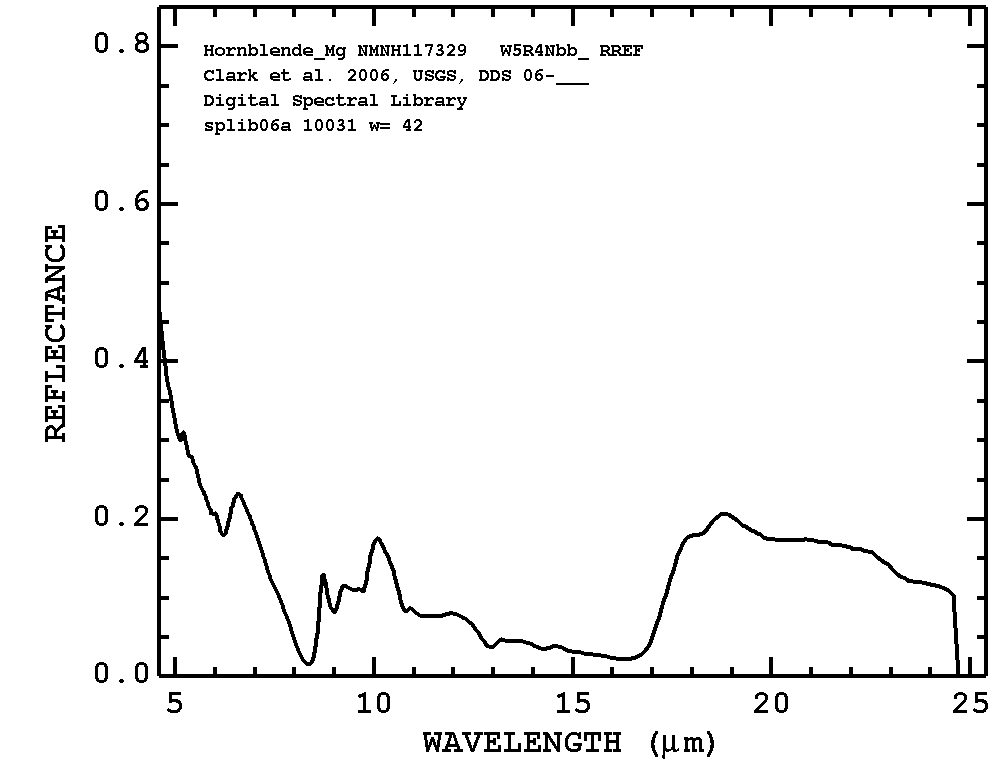 Hornblende_Mg NMNH117329 W5R4Nbb_ RREF
Clark et al. 2006, USGS, DDS 06-___
Digital Spectral Library
splib06a 10031 w= 42
REFLECTANCE
0.8
0.6
0.4
0.2
0.0
5 10 15 20 25
WAVELENGTH (μm)